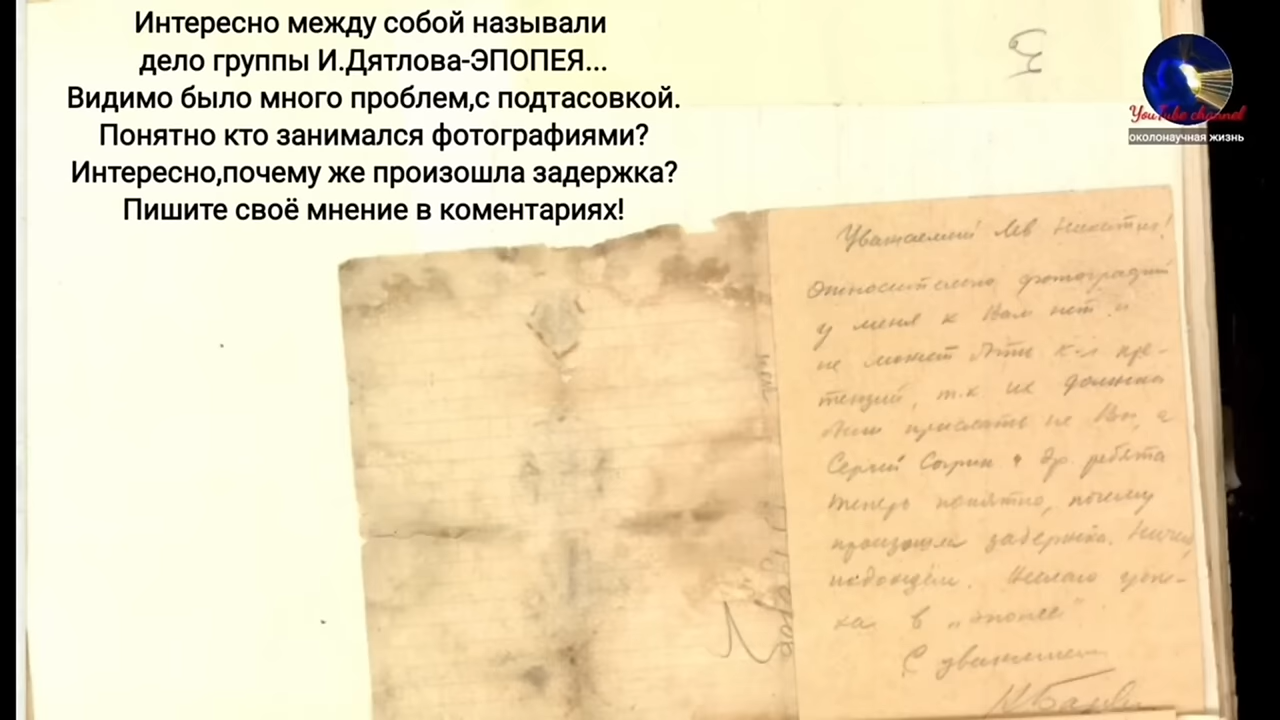 Интересно между собой называли
дело группы И.Дятлова-ЭПОПЕЯ...
Видимо было много проблем,с подтасовкой.
Понятно кто занимался фотографиями?
Интересно,почему же произошла задержка?
Пишите своё мнение в коментариях!
YouTube channel
околонаучная жизнь
Уважаемый Лев Никитич!
Относительно фотографий
у меня к Вам нет и
не может быть к-л пре-
тензий, т.к их должны
были прислать не Вы, а
Сергей Согрин и др. ребята
теперь понятно, почему
произошла задержка. Ничего,
подождём. Желаю успе-
ха в „эпопее"
С уважением